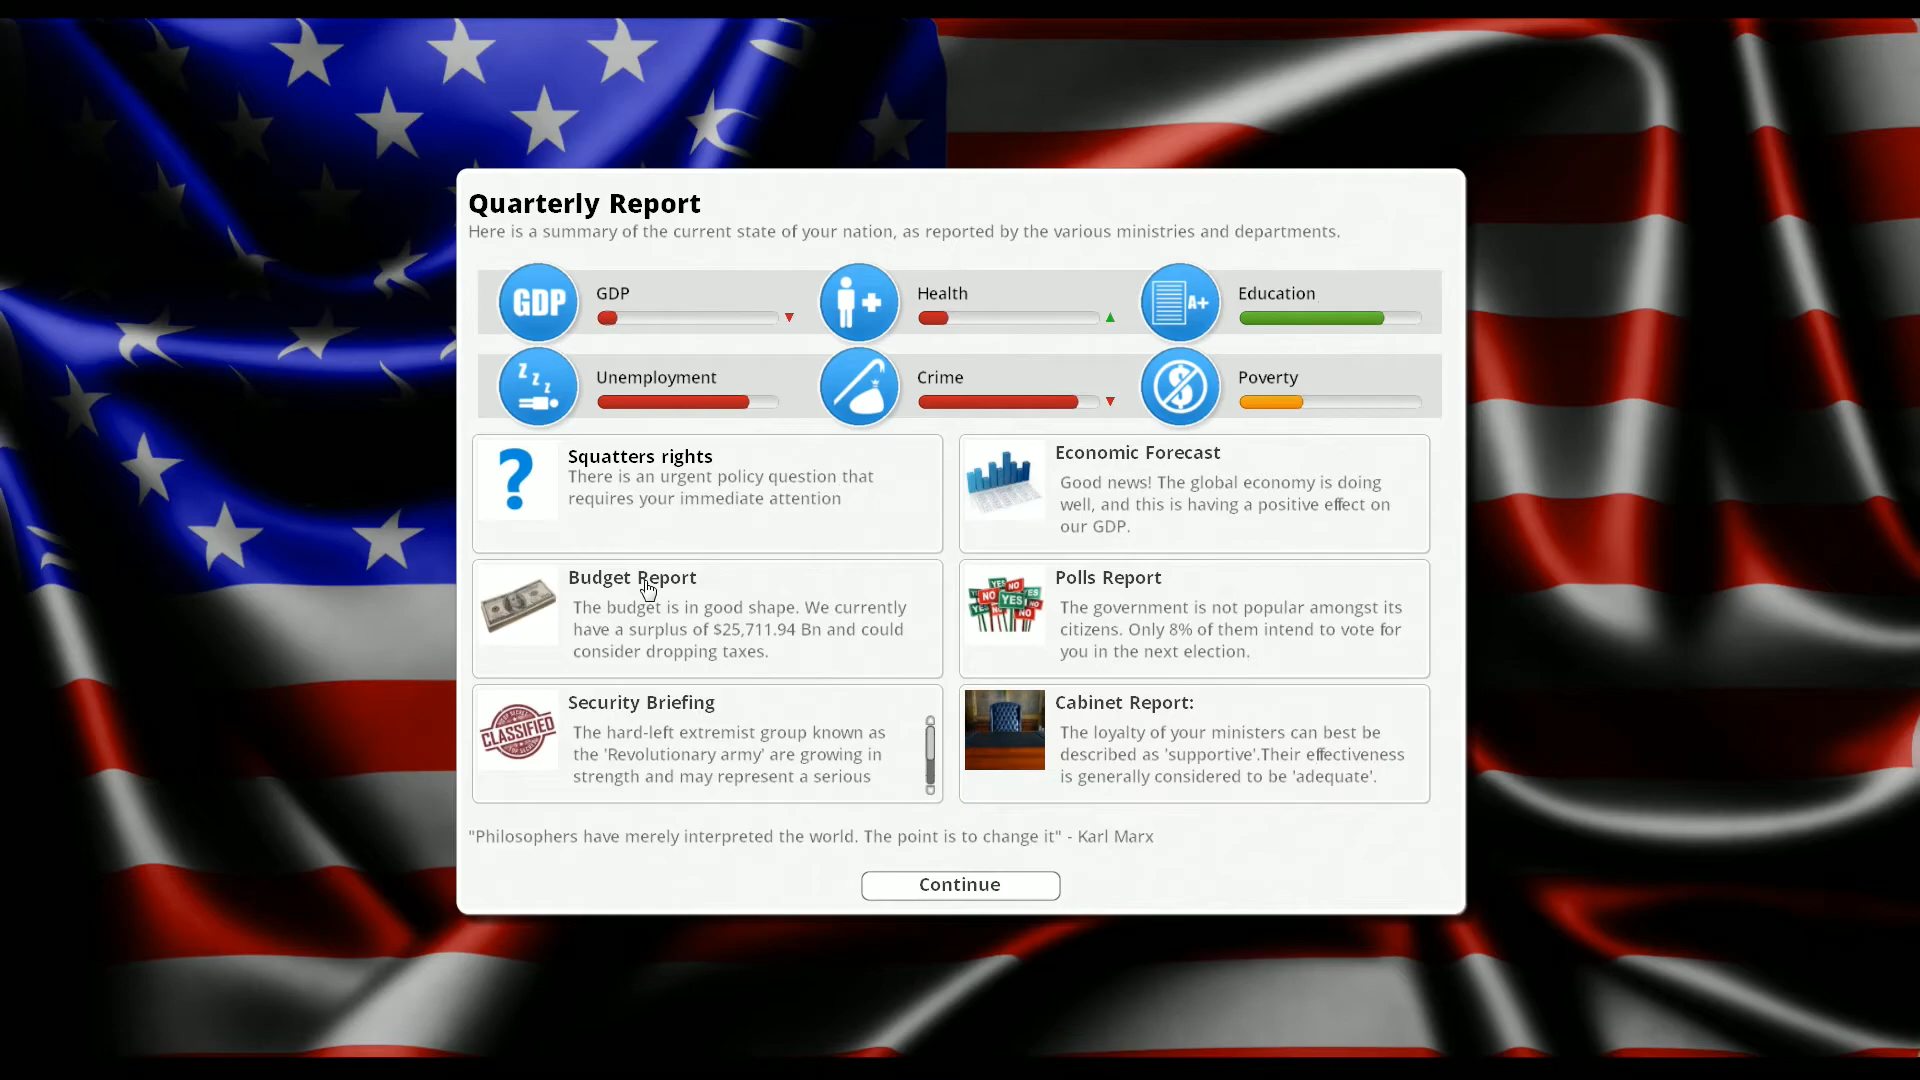 Quarterly Report
Here is a summary of the current state of your nation, as reported by the various ministries and departments.
GDP
GDP
Health
A+
Education
Z Z Z
Unemployment
Crime
$
Poverty
?
Squatters rights
There is an urgent policy question that
requires your immediate attention
Economic Forecast
Good news! The global economy is doing
well, and this is having a positive effect on
our GDP.
Budget Report
The budget is in good shape. We currently
have a surplus of $25,711.94 Bn and could
consider dropping taxes.
YES NO
YES
NO
YES
NO
Polls Report
The government is not popular amongst its
citizens. Only 8% of them intend to vote for
you in the next election.
CLASSIFIED
Security Briefing
The hard-left extremist group known as
the 'Revolutionary army' are growing in
strength and may represent a serious
Cabinet Report:
The loyalty of your ministers can best be
described as 'supportive'.Their effectiveness
is generally considered to be 'adequate'.
"Philosophers have merely interpreted the world. The point is to change it" - Karl Marx
Continue